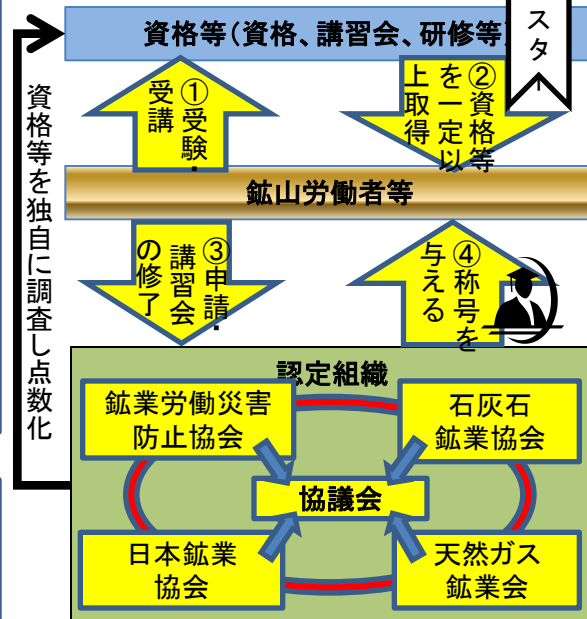 資格等(資格、講習会、研修等)
スタ
①受験・
受講
②資格等
を一定以
上取得
資格等を独自に調査し点数化
鉱山労働者等
③申請・
講習会
の修了
④称号を
与える
認定組織
鉱業労働災害
防止協会
石灰石
鉱業協会
協議会
日本鉱業
協会
天然ガス
鉱業会